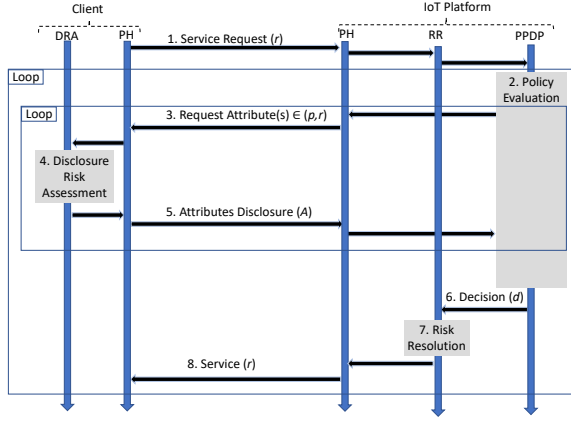 Client
IoT Platform
DRA
PH
PH
RR
PPDP
1. Service Request (r)
Loop
2. Policy
Evaluation
Loop
3. Request Attribute(s) ∈ (p,r)
4. Disclosure
Risk
Assessment
5. Attributes Disclosure (A)
6. Decision (d)
7. Risk
Resolution
8. Service (r)